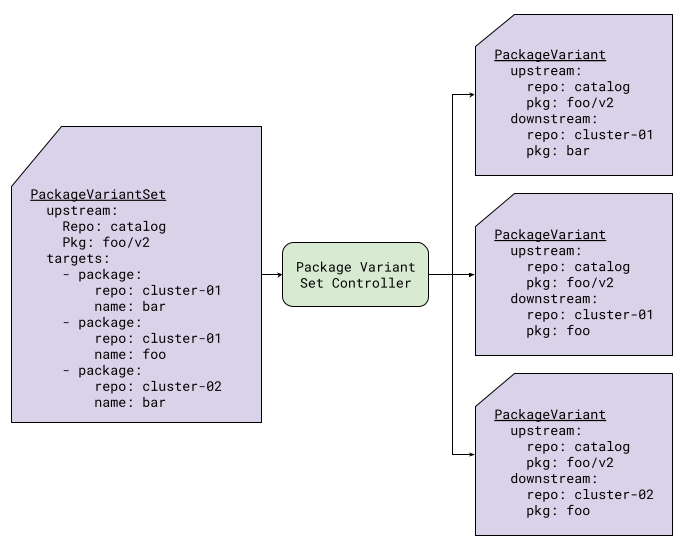 PackageVariantSet
upstream:
Repo: catalog
Pkg: foo/v2
targets:
- package:
repo: cluster-01
name: bar
- package:
repo: cluster-01
name: foo
- package:
repo: cluster-02
name: bar
Package Variant
Set Controller
PackageVariant
upstream:
repo: catalog
pkg: foo/v2
downstream:
repo: cluster-01
pkg: bar
PackageVariant
upstream:
repo: catalog
pkg: foo/v2
downstream:
repo: cluster-01
pkg: foo
PackageVariant
upstream:
repo: catalog
pkg: foo/v2
downstream:
repo: cluster-02
pkg: foo